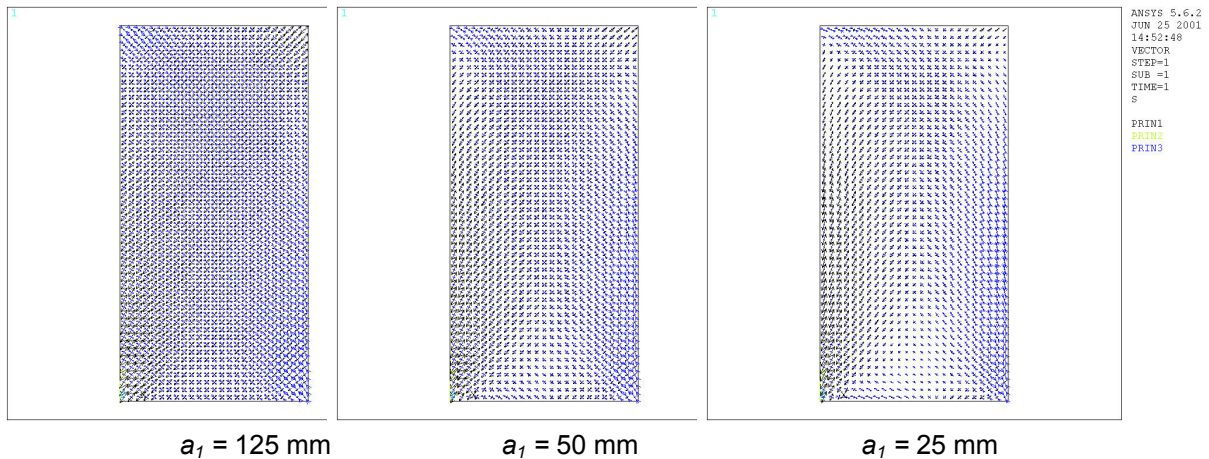 1
1
1
ANSYS 5.6.2
JUN 25 2001
14:52:48
VECTOR
STEP=1
SUB =1
TIME=1
S
PRIN1
PRIN2
PRIN3
a₁ = 125 mm
a₁ = 50 mm
a₁ = 25 mm